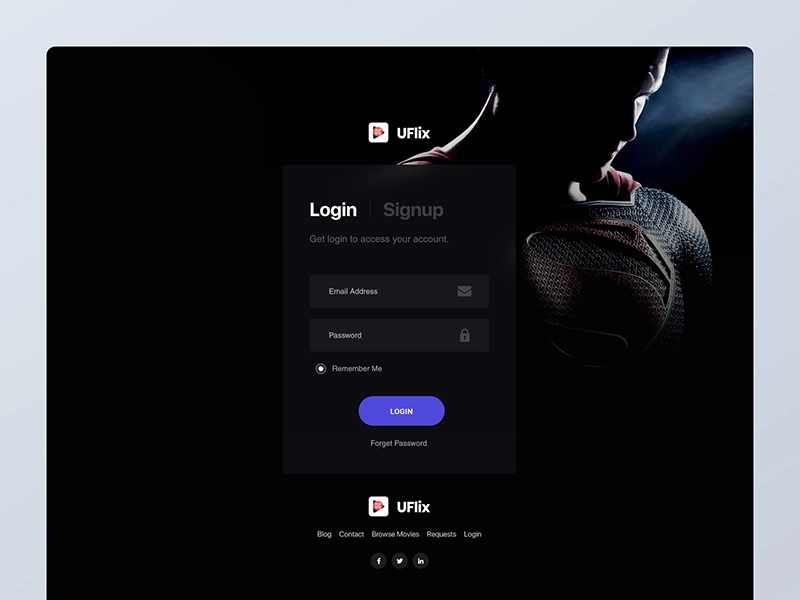 UFlix
Login Signup
Get login to access your account.
Email Address
Password
Remember Me
LOGIN
Forget Password
UFlix
Blog Contact Browse Movies Requests Login